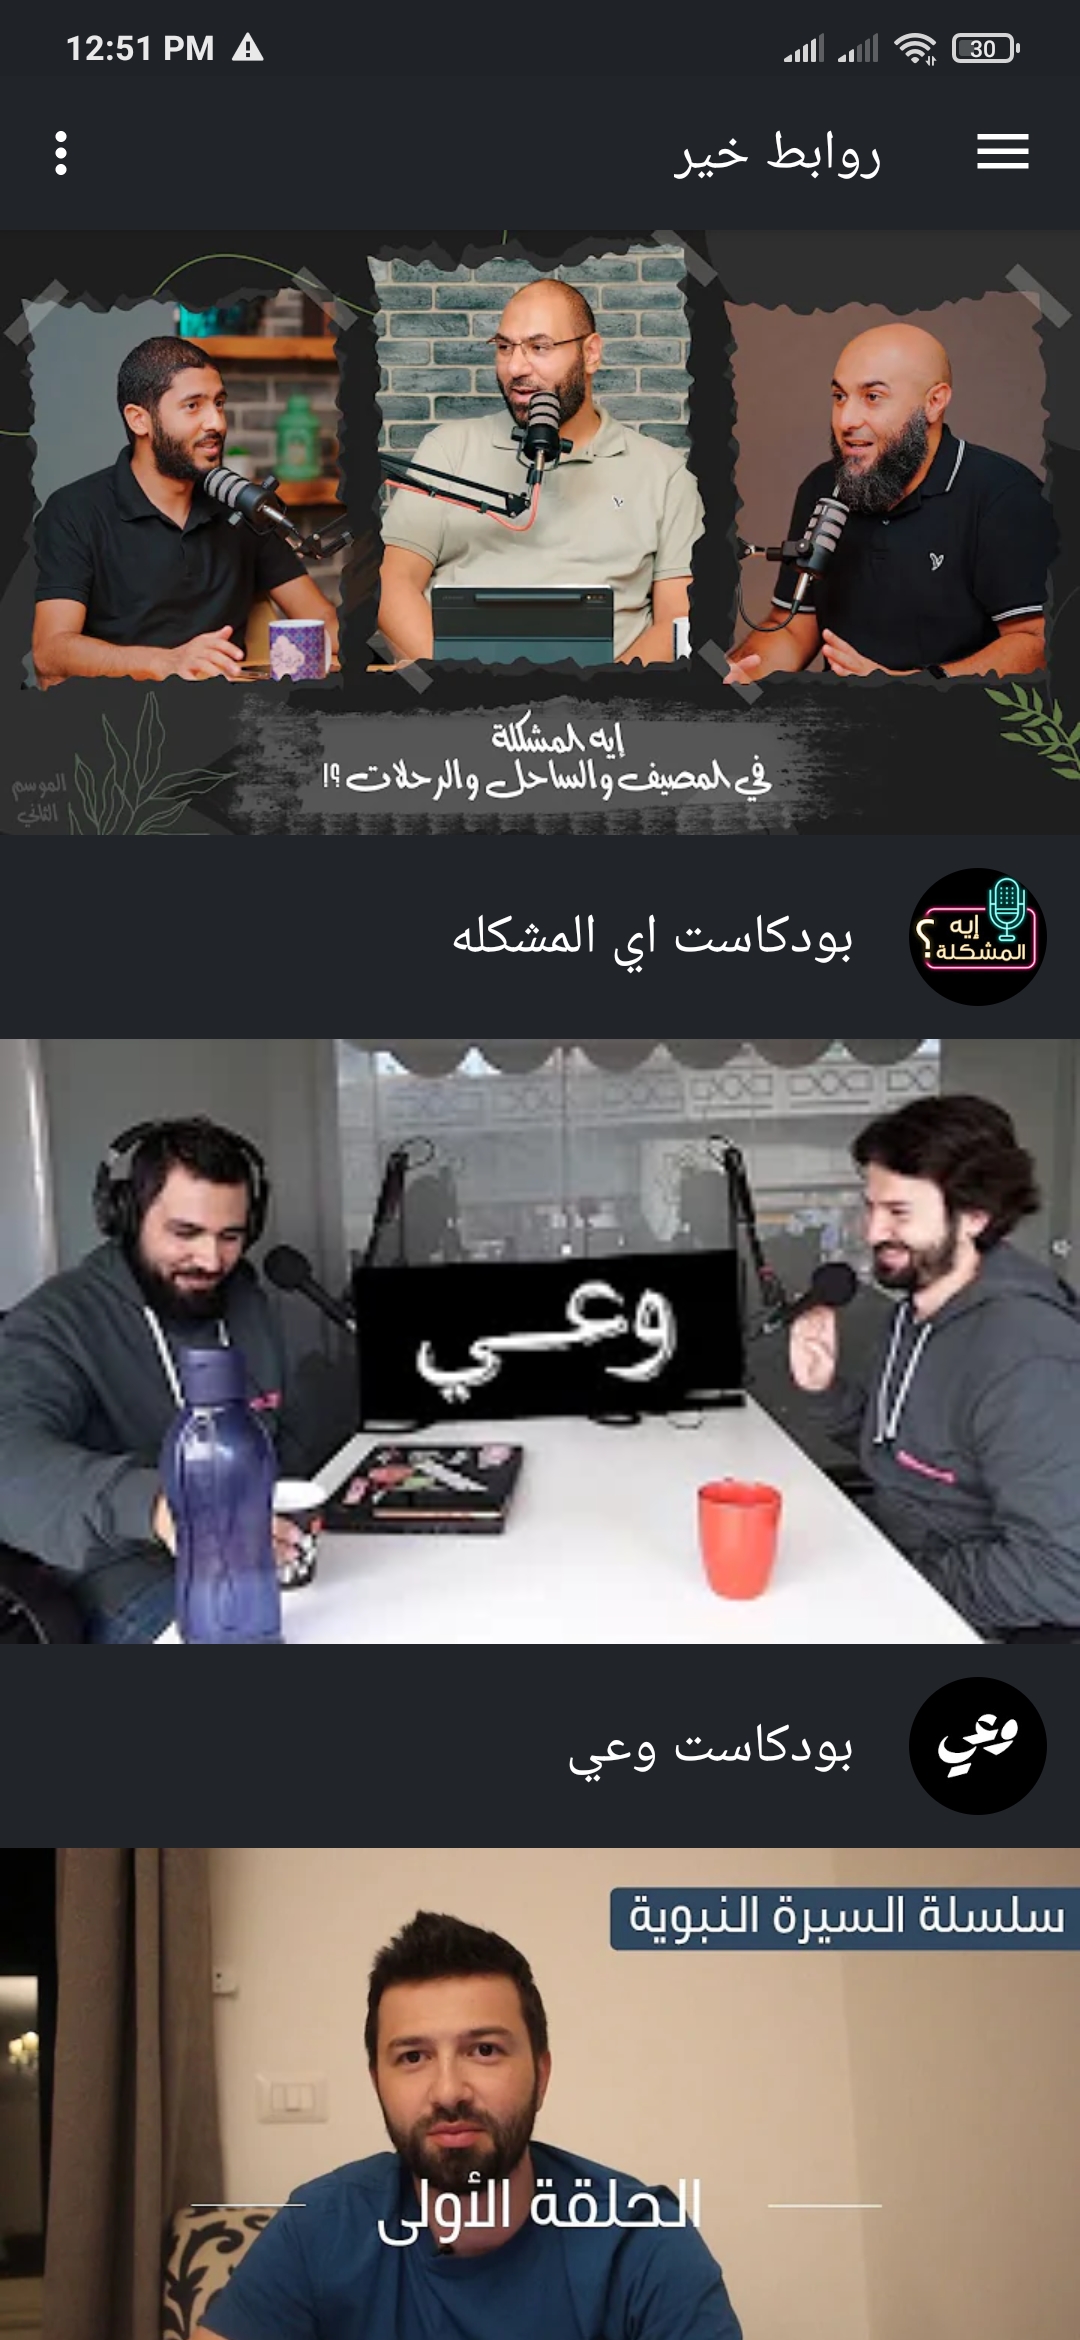 12:51 PM
30
روابط خير
إيه المشكلة
في المصيف والساحل والرحلات ؟!
الموسم
الثاني
بودكاست اي المشكله
إيه
المشكلة؟
وعي
بودكاست وعي
وعي
سلسلة السيرة النبوية
الحلقة الأولى